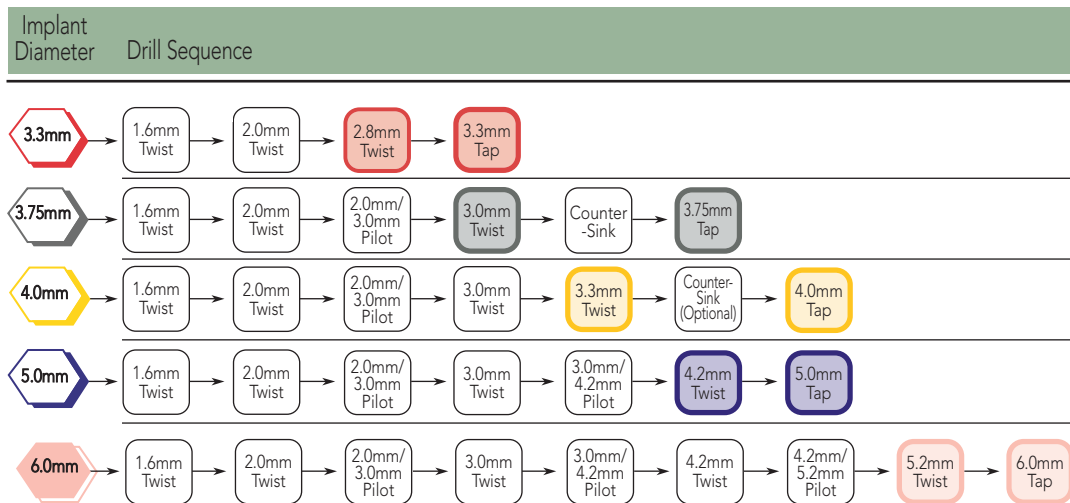 Implant
Diameter
Drill Sequence
3.3mm
1.6mm
Twist
2.0mm
Twist
2.8mm
Twist
3.3mm
Tap
3.75mm
1.6mm
Twist
2.0mm
Twist
2.0mm/
3.0mm
Pilot
3.0mm
Twist
Counter
-Sink
3.75mm
Tap
4.0mm
1.6mm
Twist
2.0mm
Twist
2.0mm/
3.0mm
Pilot
3.0mm
Twist
3.3mm
Twist
Counter-
Sink
(Optional)
4.0mm
Tap
5.0mm
1.6mm
Twist
2.0mm
Twist
2.0mm/
3.0mm
Pilot
3.0mm
Twist
3.0mm/
4.2mm
Pilot
4.2mm
Twist
5.0mm
Tap
6.0mm
1.6mm
Twist
2.0mm
Twist
2.0mm/
3.0mm
Pilot
3.0mm
Twist
3.0mm/
4.2mm
Pilot
4.2mm
Twist
4.2mm/
5.2mm
Pilot
5.2mm
Twist
6.0mm
Tap